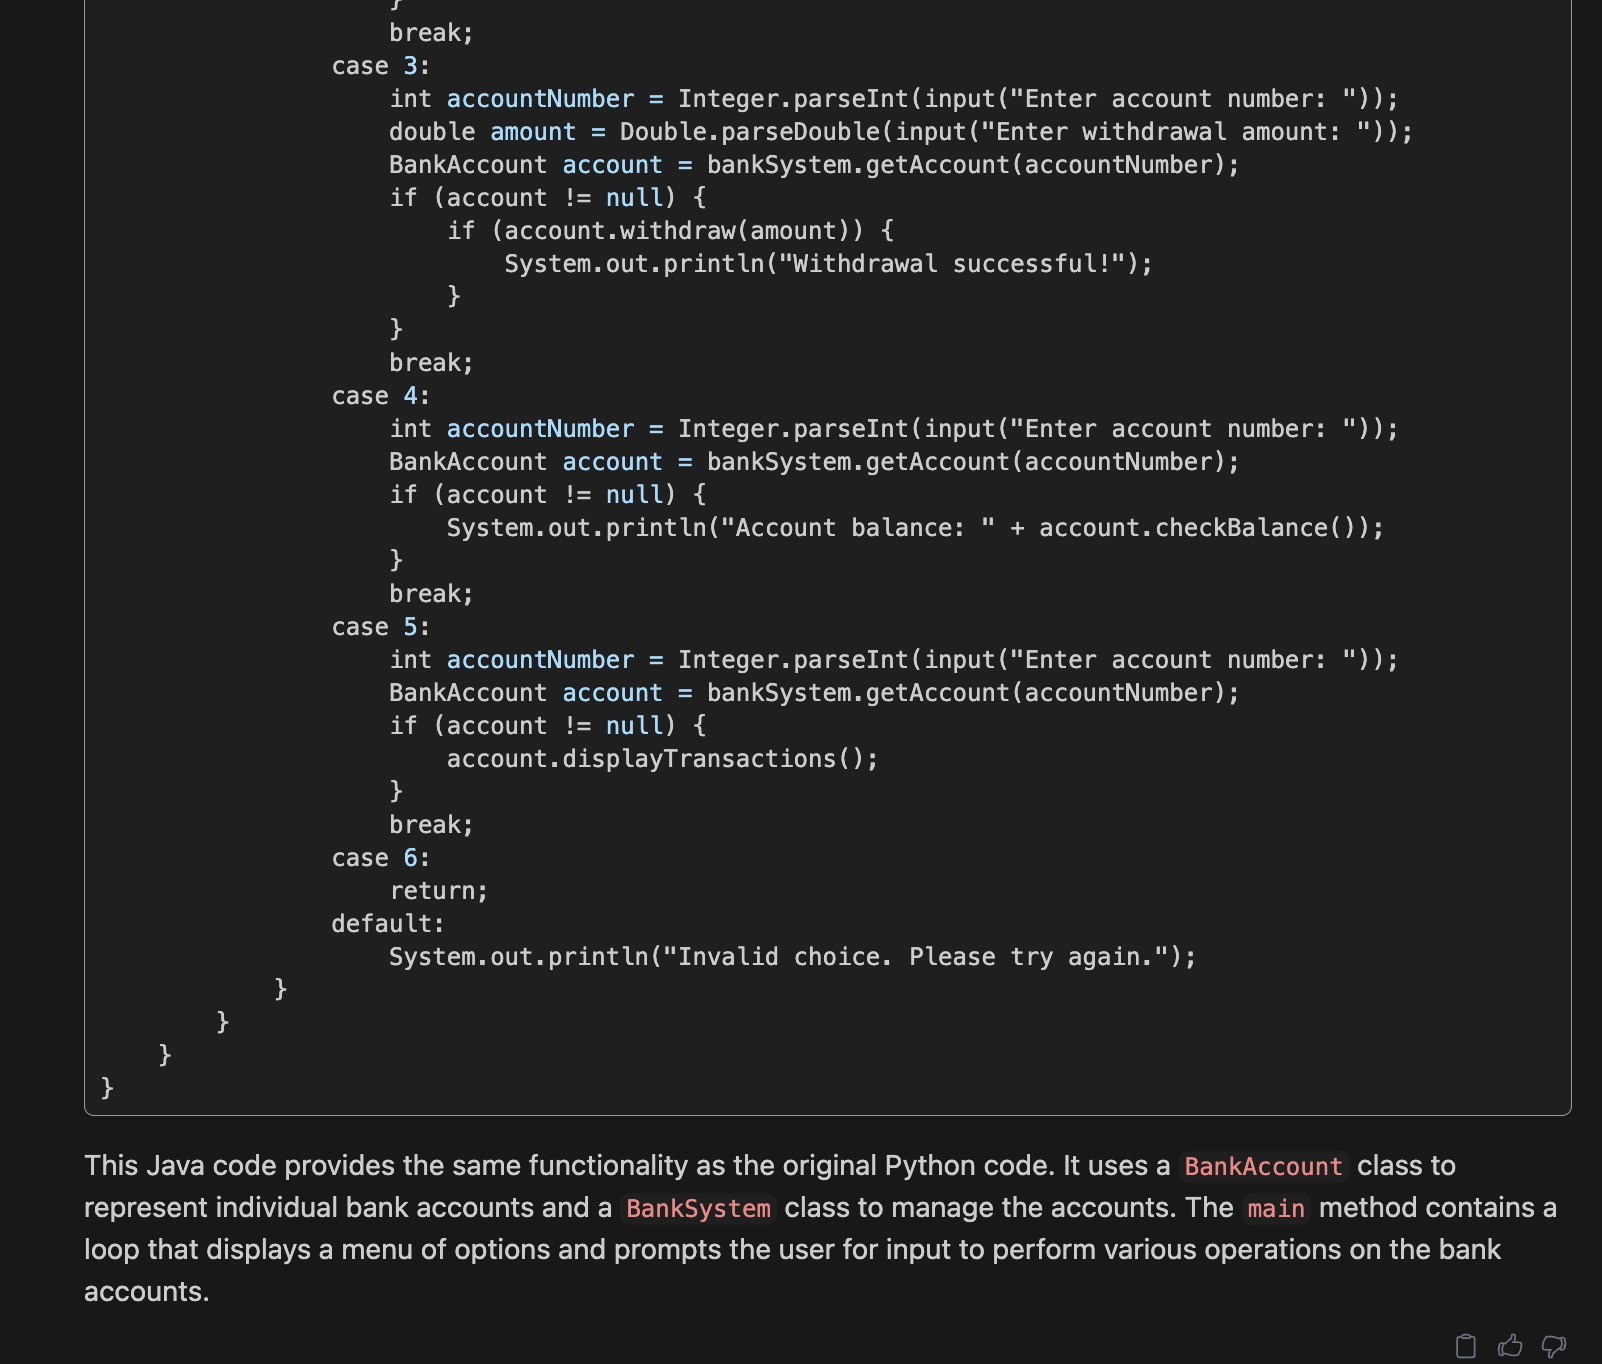 }
break;
case 3:
int accountNumber = Integer.parseInt(input("Enter account number: "));
double amount = Double.parseDouble(input("Enter withdrawal amount: "));
BankAccount account = bankSystem.getAccount(accountNumber);
if (account != null) {
if (account.withdraw(amount)) {
System.out.println("Withdrawal successful!");
}
}
break;
case 4:
int accountNumber = Integer.parseInt(input("Enter account number: "));
BankAccount account = bankSystem.getAccount(accountNumber);
if (account != null) {
System.out.println("Account balance: " + account.checkBalance());
}
break;
case 5:
int accountNumber = Integer.parseInt(input("Enter account number: "));
BankAccount account = bankSystem.getAccount(accountNumber);
if (account != null) {
account.displayTransactions();
}
break;
case 6:
return;
default:
System.out.println("Invalid choice. Please try again.");
}
}
}
}
This Java code provides the same functionality as the original Python code. It uses a BankAccount class to
represent individual bank accounts and a BankSystem class to manage the accounts. The main method contains a
loop that displays a menu of options and prompts the user for input to perform various operations on the bank
accounts.